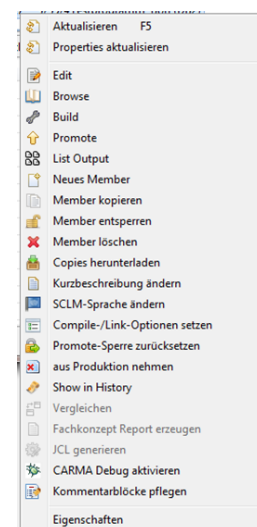 Aktualisieren F5
Properties aktualisieren
Edit
Browse
Build
Promote
List Output
Neues Member
Member kopieren
Member entsperren
Member löschen
Copies herunterladen
Kurzbeschreibung ändern
SCLM-Sprache ändern
Compile-/Link-Optionen setzen
Promote-Sperre zurücksetzen
aus Produktion nehmen
Show in History
Vergleichen
Fachkonzept Report erzeugen
JCL generieren
CARMA Debug aktivieren
Kommentarblöcke pflegen
Eigenschaften